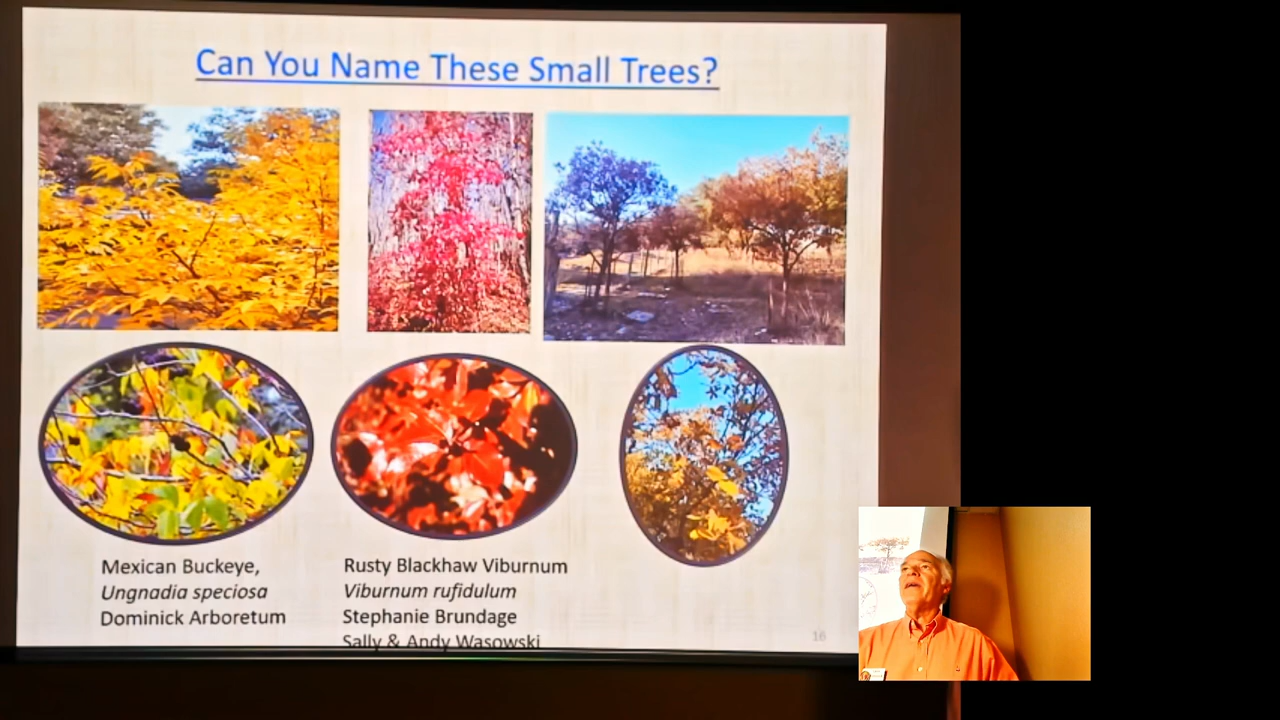 Can You Name These Small Trees?
Mexican Buckeye,
Ungnadia speciosa
Dominick Arboretum
Rusty Blackhaw Viburnum
Viburnum rufidulum
Stephanie Brundage
Sally & Andy Wasowski
16